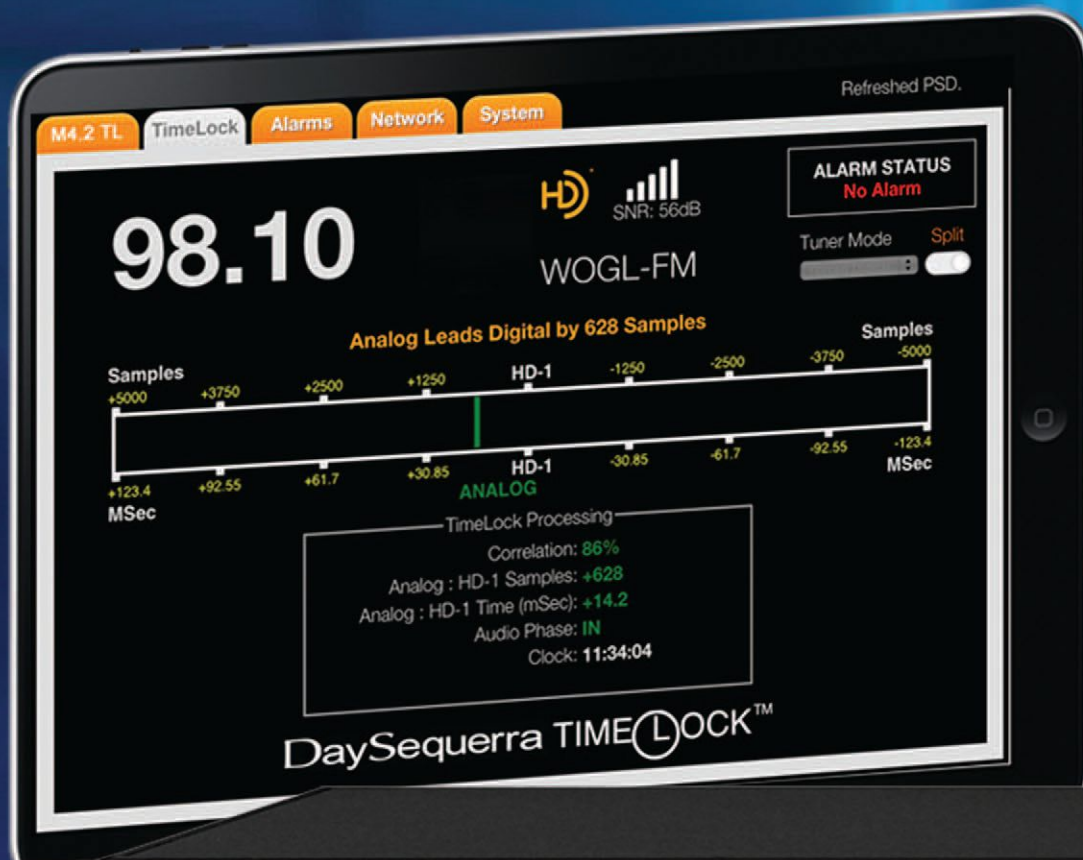 Refreshed PSD.
M4.2 TL TimeLock Alarms Network System
ALARM STATUS
No Alarm
98.10
HD
SNR: 56dB
WOGL-FM
Tuner Mode Split
Analog Leads Digital by 628 Samples
Samples Samples
+5000 +3750 +2500 +1250 HD-1 -1250 -2500 -3750 -5000
+123.4 +92.55 +61.7 +30.85 HD-1 -30.85 -61.7 -92.55 -123.4
MSec ANALOG MSec
TimeLock Processing
Correlation: 86%
Analog : HD-1 Samples: +628
Analog : HD-1 Time (mSec): +14.2
Audio Phase: IN
Clock: 11:34:04
DaySequerra TIMELOCK™